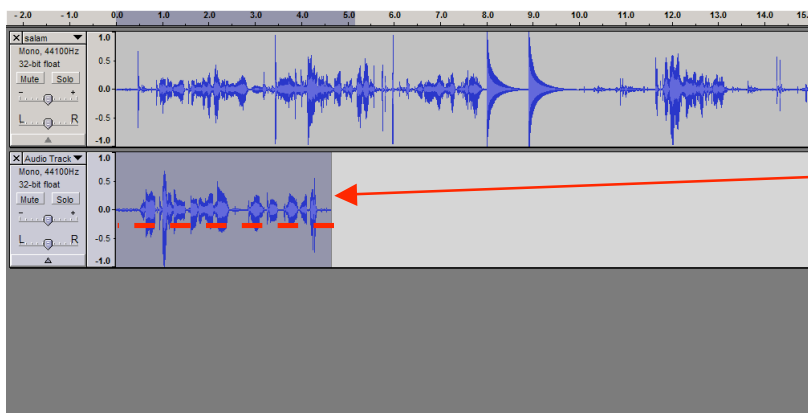 - 2.0 - 1.0 0.0 1.0 2.0 3.0 4.0 5.0 6.0 7.0 8.0 9.0 10.0 11.0 12.0 13.0 14.0 15.
X salam ▼
Mono, 44100Hz
32-bit float
Mute Solo
- +
L R
1.0
0.5
0.0
-0.5
-1.0
X Audio Track ▼
Mono, 44100Hz
32-bit float
Mute Solo
- +
L R
1.0
0.5
0.0
-0.5
-1.0